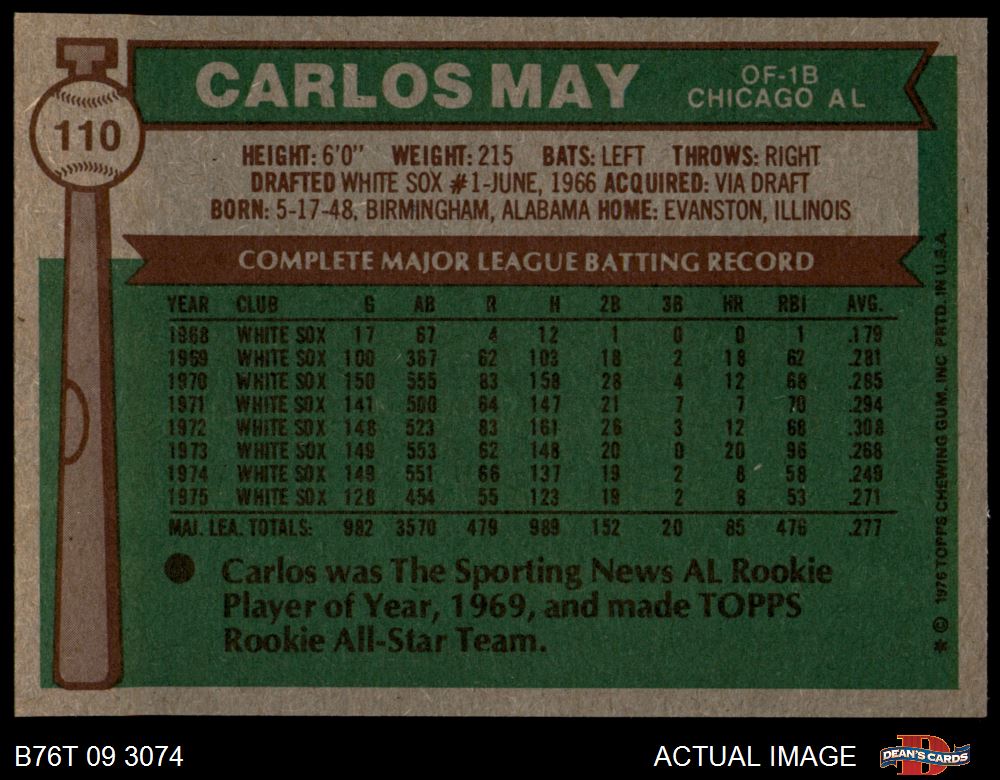 CARLOS MAY
OF-1B
CHICAGO AL
110
HEIGHT: 6'0" WEIGHT: 215 BATS: LEFT THROWS: RIGHT
DRAFTED WHITE SOX #1-JUNE, 1966 ACQUIRED: VIA DRAFT
BORN: 5-17-48, BIRMINGHAM, ALABAMA HOME: EVANSTON, ILLINOIS
COMPLETE MAJOR LEAGUE BATTING RECORD
YEAR CLUB G AB R H 2B 3B HR RBI AVG.
1968 WHITE SOX 17 67 4 12 1 0 0 1 .179
1969 WHITE SOX 100 367 62 103 18 2 18 62 .281
1970 WHITE SOX 150 555 83 158 28 4 12 68 .285
1971 WHITE SOX 141 500 64 147 21 7 7 70 .294
1972 WHITE SOX 148 523 83 161 26 3 12 68 .308
1973 WHITE SOX 149 553 62 148 20 0 20 96 .268
1974 WHITE SOX 149 551 66 137 19 2 8 58 .249
1975 WHITE SOX 128 454 55 123 19 2 8 53 .271
MAJ. LEA. TOTALS: 982 3570 479 989 152 20 85 476 .277
Carlos was The Sporting News AL Rookie
Player of Year, 1969, and made TOPPS
Rookie All-Star Team.
* © 1976 TOPPS CHEWING GUM, INC. PRTD. IN U.S.A.
B76T 09 3074
ACTUAL IMAGE
DEAN'S CARDS